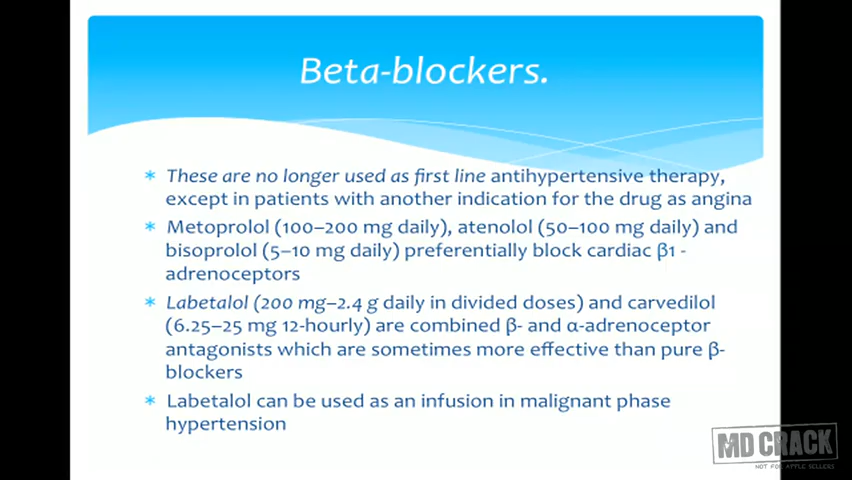 Beta-blockers.
* These are no longer used as first line antihypertensive therapy,
except in patients with another indication for the drug as angina
* Metoprolol (100–200 mg daily), atenolol (50–100 mg daily) and
bisoprolol (5–10 mg daily) preferentially block cardiac β1 -
adrenoceptors
* Labetalol (200 mg–2.4 g daily in divided doses) and carvedilol
(6.25–25 mg 12-hourly) are combined β- and α-adrenoceptor
antagonists which are sometimes more effective than pure β-
blockers
* Labetalol can be used as an infusion in malignant phase
hypertension
MD CRACK
NOT FOR APPLE SELLERS